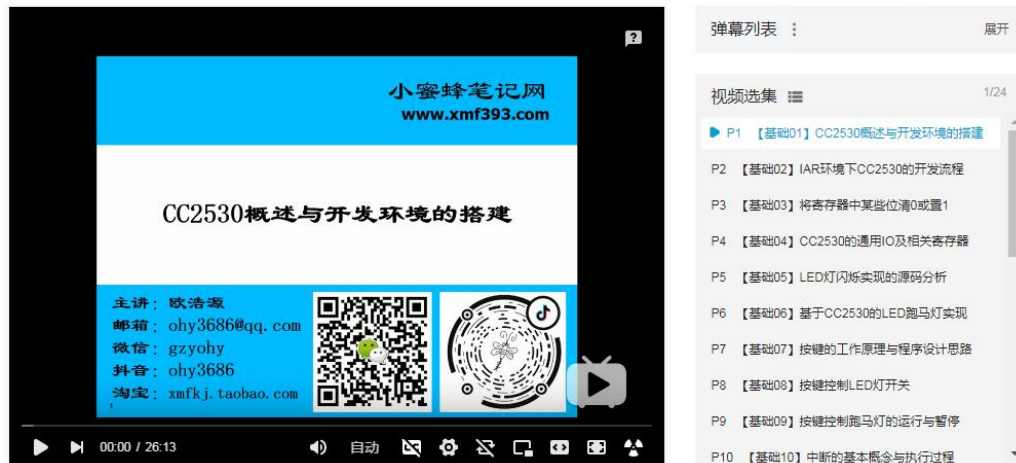 小蜜蜂笔记网
www.xmf393.com
CC2530概述与开发环境的搭建
主讲：欧浩源
邮箱：ohy3686@qq.com
微信：gzyohy
抖音：ohy3686
淘宝：xmfkj.taobao.com
1
00:00 / 26:13
自动
弹幕列表
展开
视频选集
1/24
P1 【基础01】CC2530概述与开发环境的搭建
P2 【基础02】IAR环境下CC2530的开发流程
P3 【基础03】将寄存器中某些位清0或置1
P4 【基础04】CC2530的通用IO及相关寄存器
P5 【基础05】LED灯闪烁实现的源码分析
P6 【基础06】基于CC2530的LED跑马灯实现
P7 【基础07】按键的工作原理与程序设计思路
P8 【基础08】按键控制LED灯开关
P9 【基础09】按键控制跑马灯的运行与暂停
P10 【基础10】中断的基本概念与执行过程